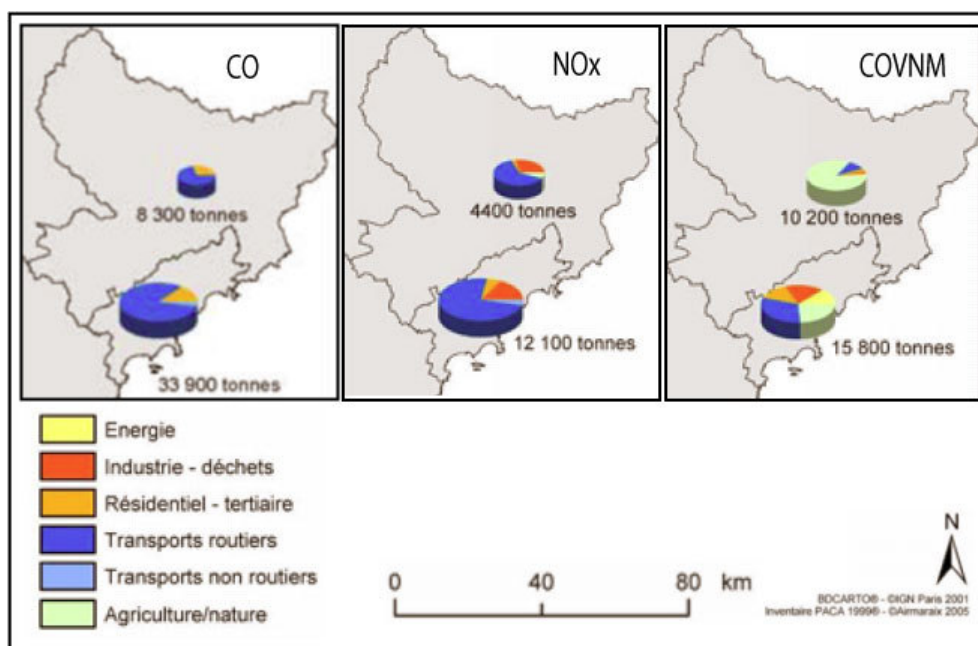 CO
8 300 tonnes
33 900 tonnes
NOx
4400 tonnes
12 100 tonnes
COVNM
10 200 tonnes
15 800 tonnes
Energie
Industrie - déchets
Résidentiel - tertiaire
Transports routiers
Transports non routiers
Agriculture/nature
0 40 80 km
N
BDCARTO® - ©IGN Paris 2001
Inventaire PACA 1999® - ©Airmaraix 2005